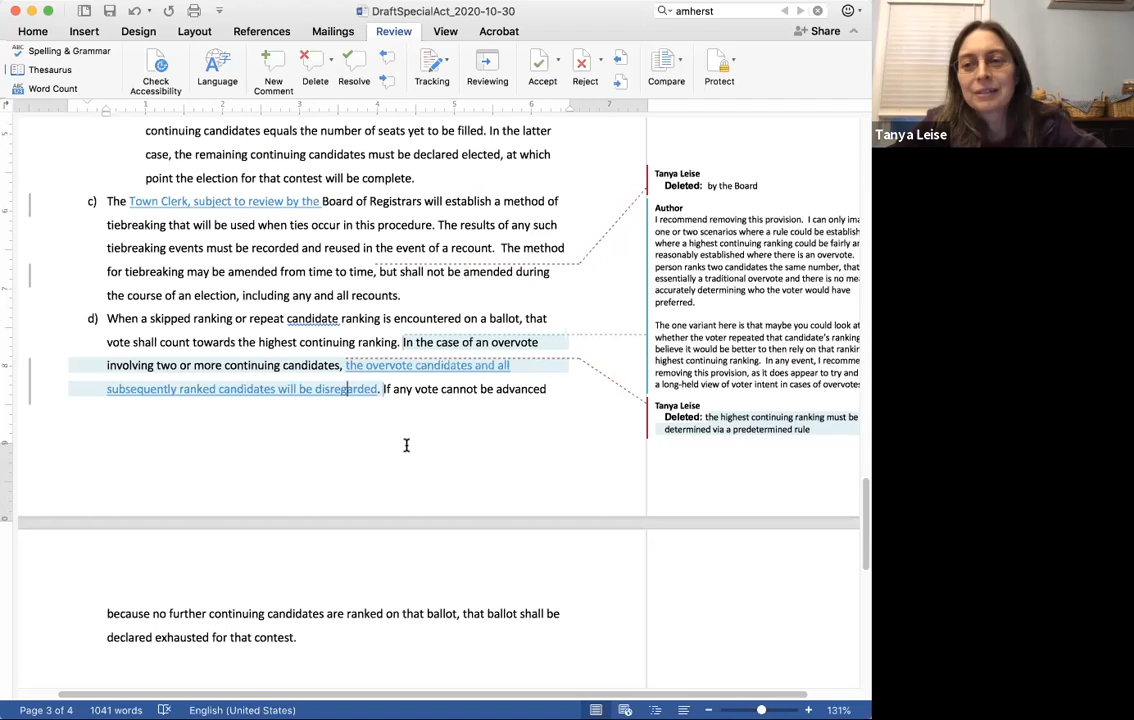 DraftSpecialAct_2020-10-30
amherst
Home Insert Design Layout References Mailings Review View Acrobat
Share
Spelling & Grammar
Thesaurus
Word Count
Check Accessibility
Language
New Comment
Delete
Resolve
Tracking
Reviewing
Accept
Reject
Compare
Protect
Tanya Leise
1 2 3 4 5 6 7
continuing candidates equals the number of seats yet to be filled. In the latter
case, the remaining continuing candidates must be declared elected, at which
point the election for that contest will be complete.
c) The Town Clerk, subject to review by the Board of Registrars will establish a method of
tiebreaking that will be used when ties occur in this procedure. The results of any such
tiebreaking events must be recorded and reused in the event of a recount. The method
for tiebreaking may be amended from time to time, but shall not be amended during
the course of an election, including any and all recounts.
d) When a skipped ranking or repeat candidate ranking is encountered on a ballot, that
vote shall count towards the highest continuing ranking. In the case of an overvote
involving two or more continuing candidates, the overvote candidates and all
subsequently ranked candidates will be disregarded. If any vote cannot be advanced
because no further continuing candidates are ranked on that ballot, that ballot shall be
declared exhausted for that contest.
Tanya Leise
Deleted: by the Board
Author
I recommend removing this provision. I can only ima
one or two scenarios where a rule could be establish
where a highest continuing ranking could be fairly an
reasonably established where there is an overvote.
person ranks two candidates the same number, that
essentially a traditional overvote and there is no me
accurately determining who the voter would have
preferred.
The one variant here is that maybe you could look at
whether the voter repeated that candidate's ranking
believe it would be better to then rely on that rankin
highest continuing ranking. In any event, I recomme
removing this provision, as it does appear to try and
a long-held view of voter intent in cases of overvotes
Tanya Leise
Deleted: the highest continuing ranking must be
determined via a predetermined rule
Page 3 of 4 1041 words English (United States) 131%